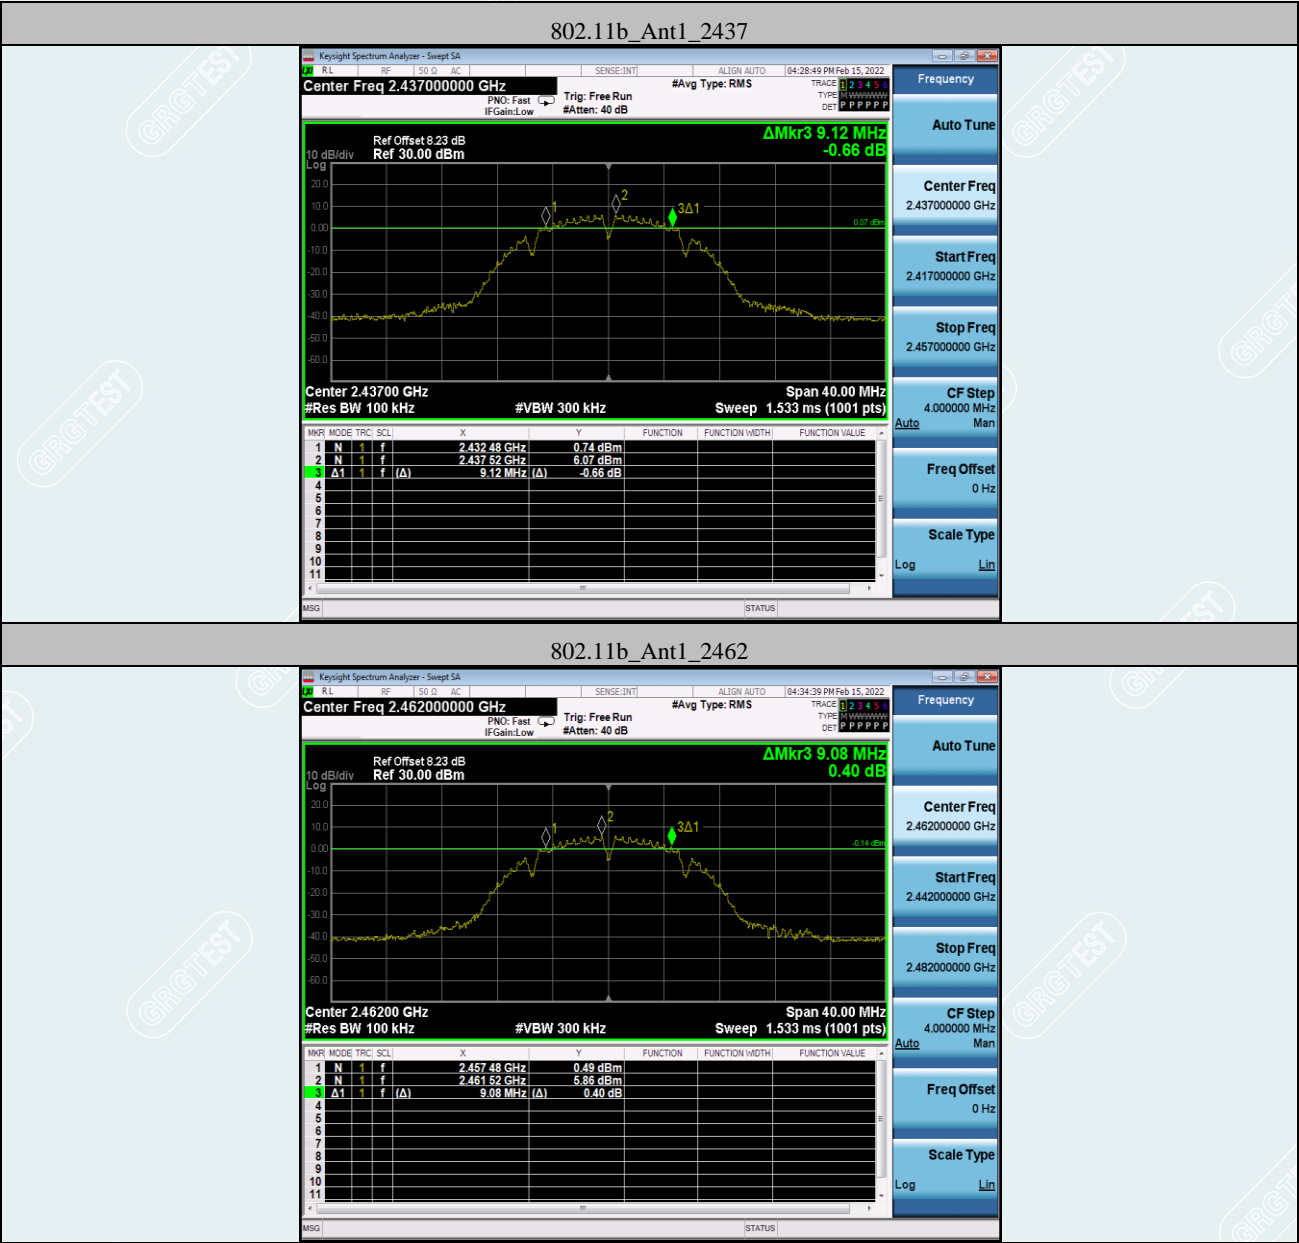 802.11b_Ant1_2437
Keysight Spectrum Analyzer - Swept SA
RL RF 50 Ω AC SENSE:INT ALIGN AUTO 04:28:49 PM Feb 15, 2022
Center Freq 2.437000000 GHz
#Avg Type: RMS
TRACE 1 2 3 4 5 6
PNO: Fast
Trig: Free Run
TYPE M WWWWW
IFGain:Low
#Atten: 40 dB
DET P P P P P P
ΔMkr3 9.12 MHz
-0.66 dB
Ref Offset 8.23 dB
10 dB/div Ref 30.00 dBm
Log
20.0
10.0
0.00
-10.0
-20.0
-30.0
-40.0
-50.0
-60.0
1
2
3Δ1
0.07 dBm
Center 2.43700 GHz Span 40.00 MHz
#Res BW 100 kHz #VBW 300 kHz Sweep 1.533 ms (1001 pts)
MKR MODE TRC SCL X Y FUNCTION FUNCTION WIDTH FUNCTION VALUE
1 N 1 f 2.432 48 GHz 0.74 dBm
2 N 1 f 2.437 52 GHz 6.07 dBm
3 Δ1 1 f (Δ) 9.12 MHz (Δ) -0.66 dB
4
5
6
7
8
9
10
11
MSG STATUS
Frequency
Auto Tune
Center Freq
2.437000000 GHz
Start Freq
2.417000000 GHz
Stop Freq
2.457000000 GHz
CF Step
4.000000 MHz
Auto Man
Freq Offset
0 Hz
Scale Type
Log Lin
802.11b_Ant1_2462
Keysight Spectrum Analyzer - Swept SA
RL RF 50 Ω AC SENSE:INT ALIGN AUTO 04:34:39 PM Feb 15, 2022
Center Freq 2.462000000 GHz
#Avg Type: RMS
TRACE 1 2 3 4 5 6
PNO: Fast
Trig: Free Run
TYPE M WWWWW
IFGain:Low
#Atten: 40 dB
DET P P P P P P
ΔMkr3 9.08 MHz
0.40 dB
Ref Offset 8.23 dB
10 dB/div Ref 30.00 dBm
Log
20.0
10.0
0.00
-10.0
-20.0
-30.0
-40.0
-50.0
-60.0
1
2
3Δ1
-0.14 dBm
Center 2.46200 GHz Span 40.00 MHz
#Res BW 100 kHz #VBW 300 kHz Sweep 1.533 ms (1001 pts)
MKR MODE TRC SCL X Y FUNCTION FUNCTION WIDTH FUNCTION VALUE
1 N 1 f 2.457 48 GHz 0.49 dBm
2 N 1 f 2.461 52 GHz 5.86 dBm
3 Δ1 1 f (Δ) 9.08 MHz (Δ) 0.40 dB
4
5
6
7
8
9
10
11
MSG STATUS
Frequency
Auto Tune
Center Freq
2.462000000 GHz
Start Freq
2.442000000 GHz
Stop Freq
2.482000000 GHz
CF Step
4.000000 MHz
Auto Man
Freq Offset
0 Hz
Scale Type
Log Lin
GRGTEST
GRGTEST
GRGTEST
GRGTEST
GRGTEST
GRGTEST